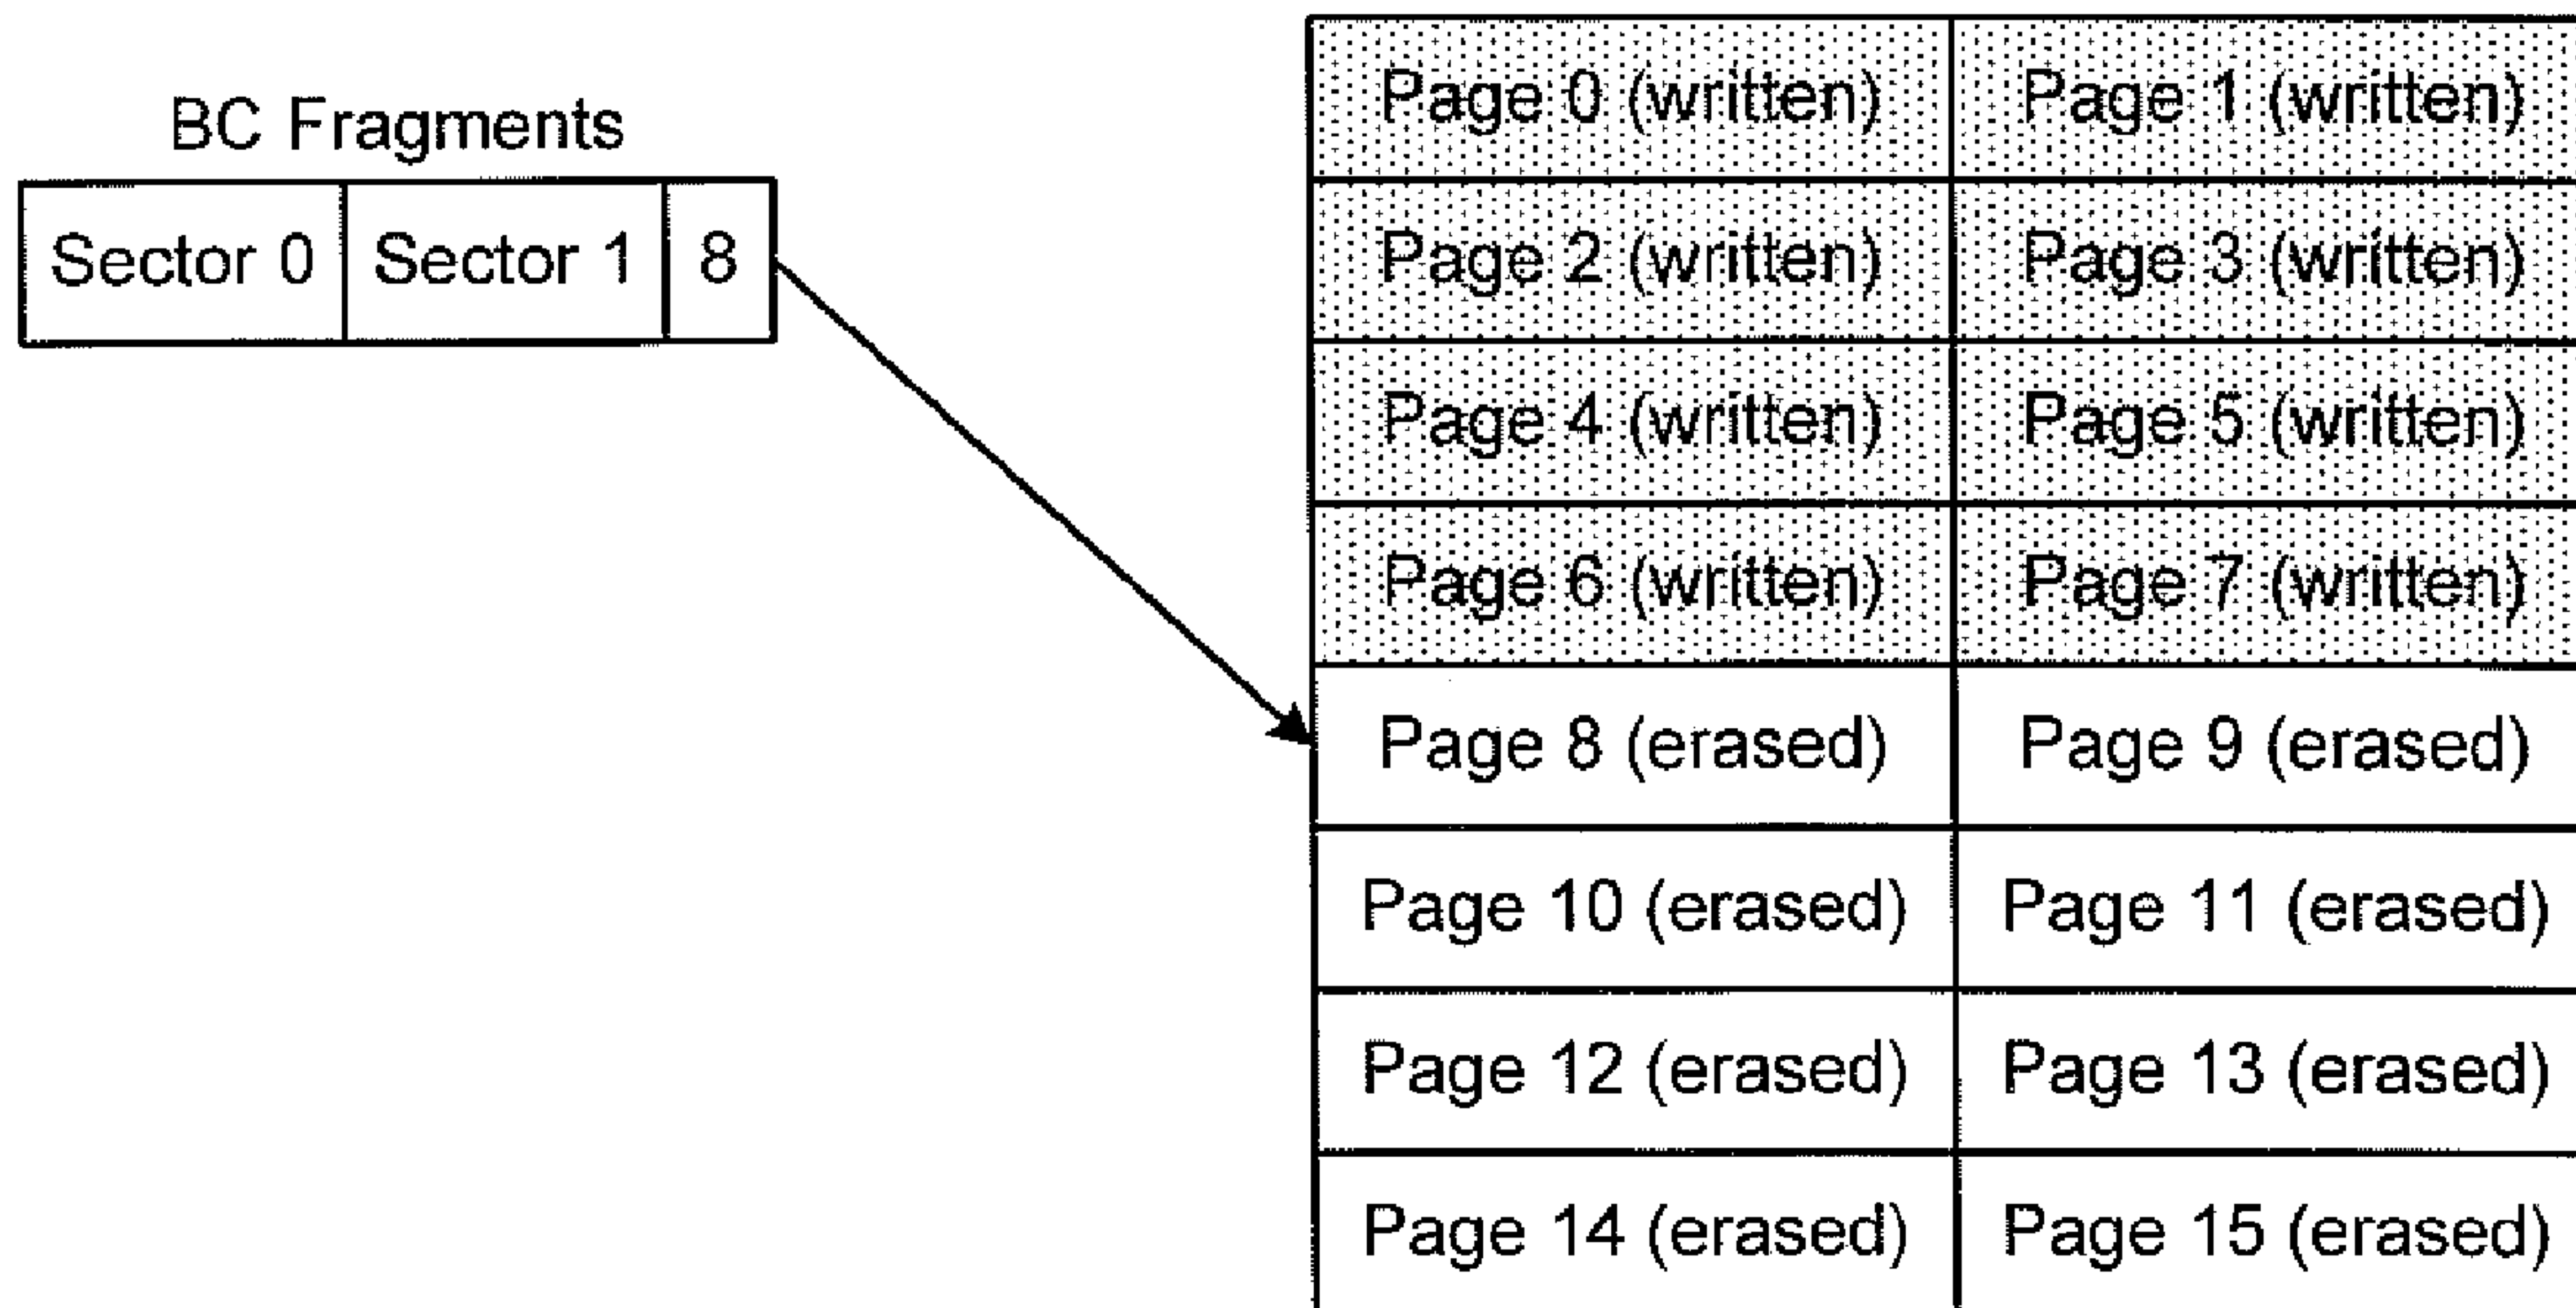 BC Fragments
Sector 0 Sector 1 8
Page 0 (written) Page 1 (written)
Page 2 (written) Page 3 (written)
Page 4 (written) Page 5 (written)
Page 6 (written) Page 7 (written)
Page 8 (erased) Page 9 (erased)
Page 10 (erased) Page 11 (erased)
Page 12 (erased) Page 13 (erased)
Page 14 (erased) Page 15 (erased)